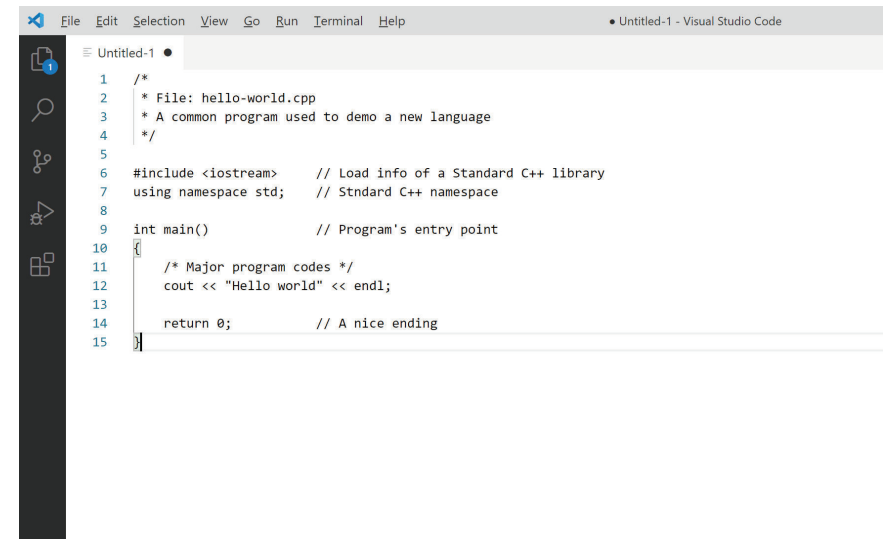 File Edit Selection View Go Run Terminal Help ● Untitled-1 - Visual Studio Code
Untitled-1 ●
1
1 /*
2  * File: hello-world.cpp
3  * A common program used to demo a new language
4  */
5
6 #include <iostream>     // Load info of a Standard C++ library
7 using namespace std;    // Stndard C++ namespace
8
9 int main()              // Program's entry point
10 {
11     /* Major program codes */
12     cout << "Hello world" << endl;
13
14     return 0;           // A nice ending
15 }